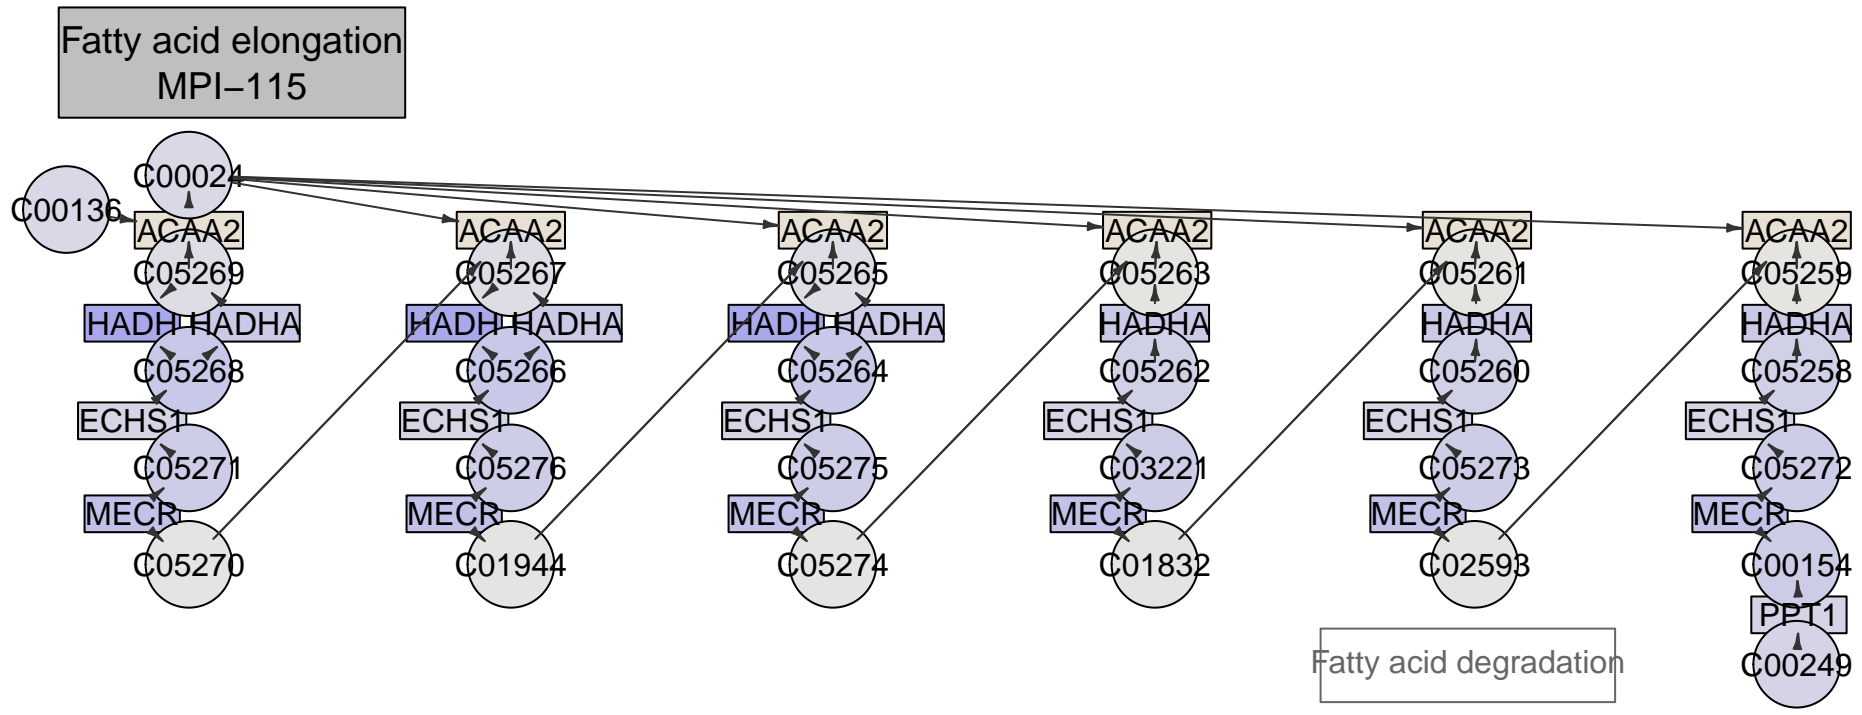 Fatty acid elongation
MPI−115
C00024
C00136
ACAA2 ACAA2 ACAA2 ACAA2 ACAA2 ACAA2
C05269 C05267 C05265 C05263 C05261 C05259
HADH HADHA HADH HADHA HADH HADHA HADHA HADHA HADHA
C05268 C05266 C05264 C05262 C05260 C05258
ECHS1 ECHS1 ECHS1 ECHS1 ECHS1 ECHS1
C05271 C05276 C05275 C03221 C05273 C05272
MECR MECR MECR MECR MECR MECR
C05270 C01944 C05274 C01832 C02593 C00154
PPT1
Fatty acid degradation C00249